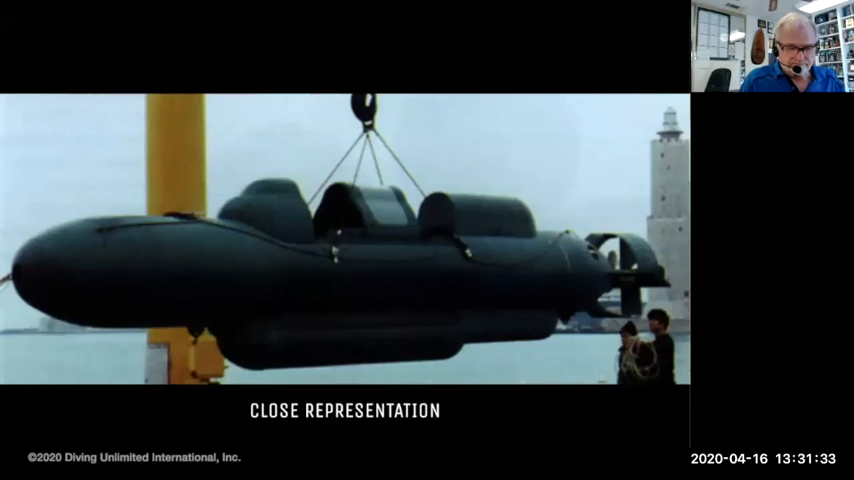 CLOSE REPRESENTATION
©2020 Diving Unlimited International, Inc.
2020-04-16 13:31:33